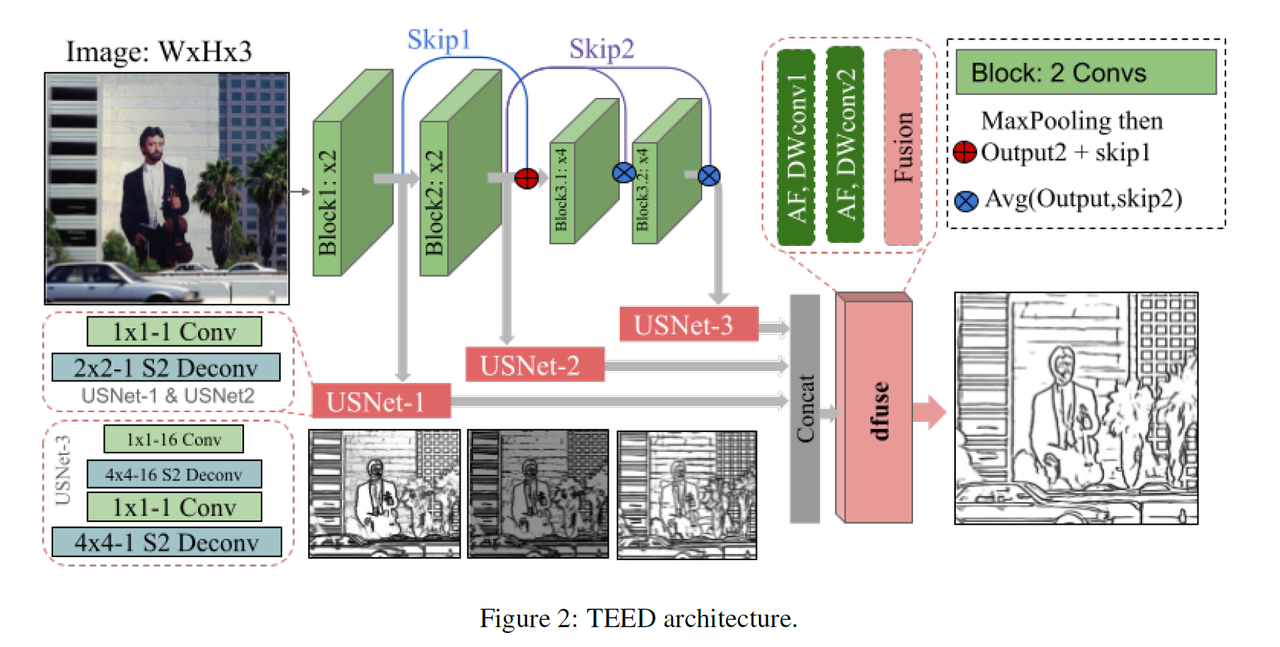 Image: WxHx3
Skip1
Skip2
Block1: x2
Block2: x2
Block3.1: x4
Block3.2: x4
AF, DWconv1
AF, DWconv2
Fusion
Block: 2 Convs
MaxPooling then
Output2 + skip1
Avg(Output,skip2)
1x1-1 Conv
2x2-1 S2 Deconv
USNet-1 & USNet2
USNet-3
1x1-16 Conv
4x4-16 S2 Deconv
1x1-1 Conv
4x4-1 S2 Deconv
USNet-3
USNet-2
USNet-1
Concat
dfuse
Figure 2: TEED architecture.